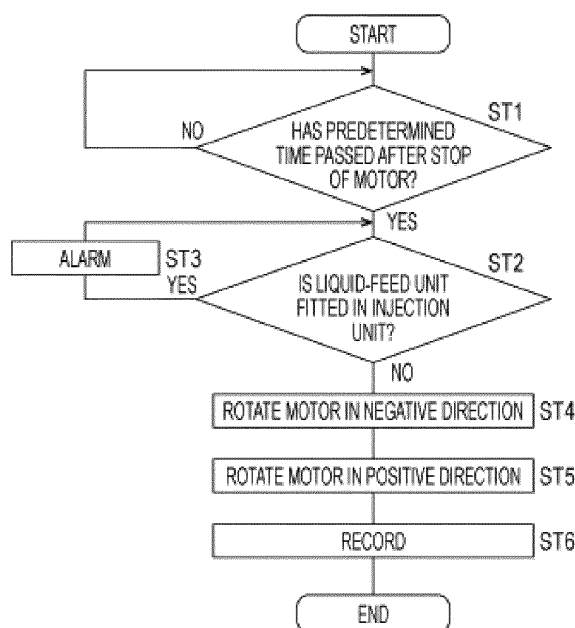 START
ST1
NO
HAS PREDETERMINED
TIME PASSED AFTER STOP
OF MOTOR?
YES
ALARM
ST3
YES
ST2
IS LIQUID-FEED UNIT
FITTED IN INJECTION
UNIT?
NO
ROTATE MOTOR IN NEGATIVE DIRECTION
ST4
ROTATE MOTOR IN POSITIVE DIRECTION
ST5
RECORD
ST6
END